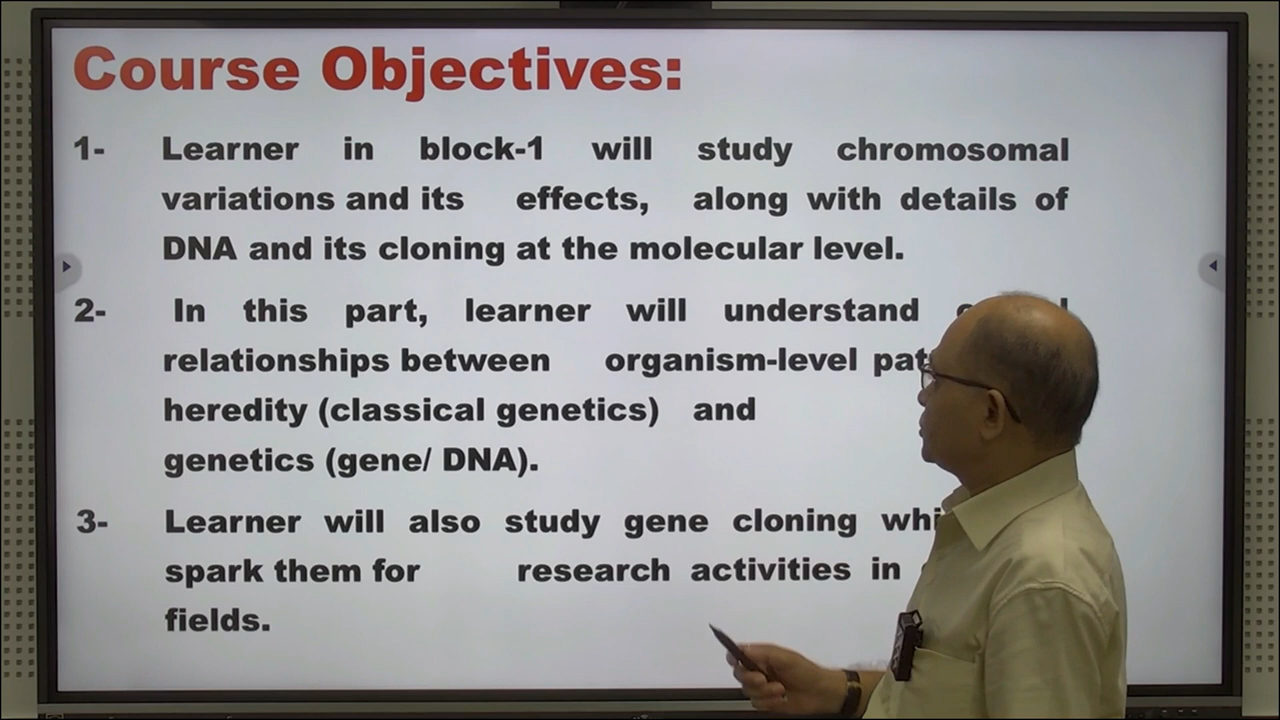 Course Objectives:
1- Learner in block-1 will study chromosomal
variations and its effects, along with details of
DNA and its cloning at the molecular level.
2- In this part, learner will understand
relationships between organism-level
heredity (classical genetics) and
genetics (gene/ DNA).
3- Learner will also study gene cloning
spark them for research activities in
fields.